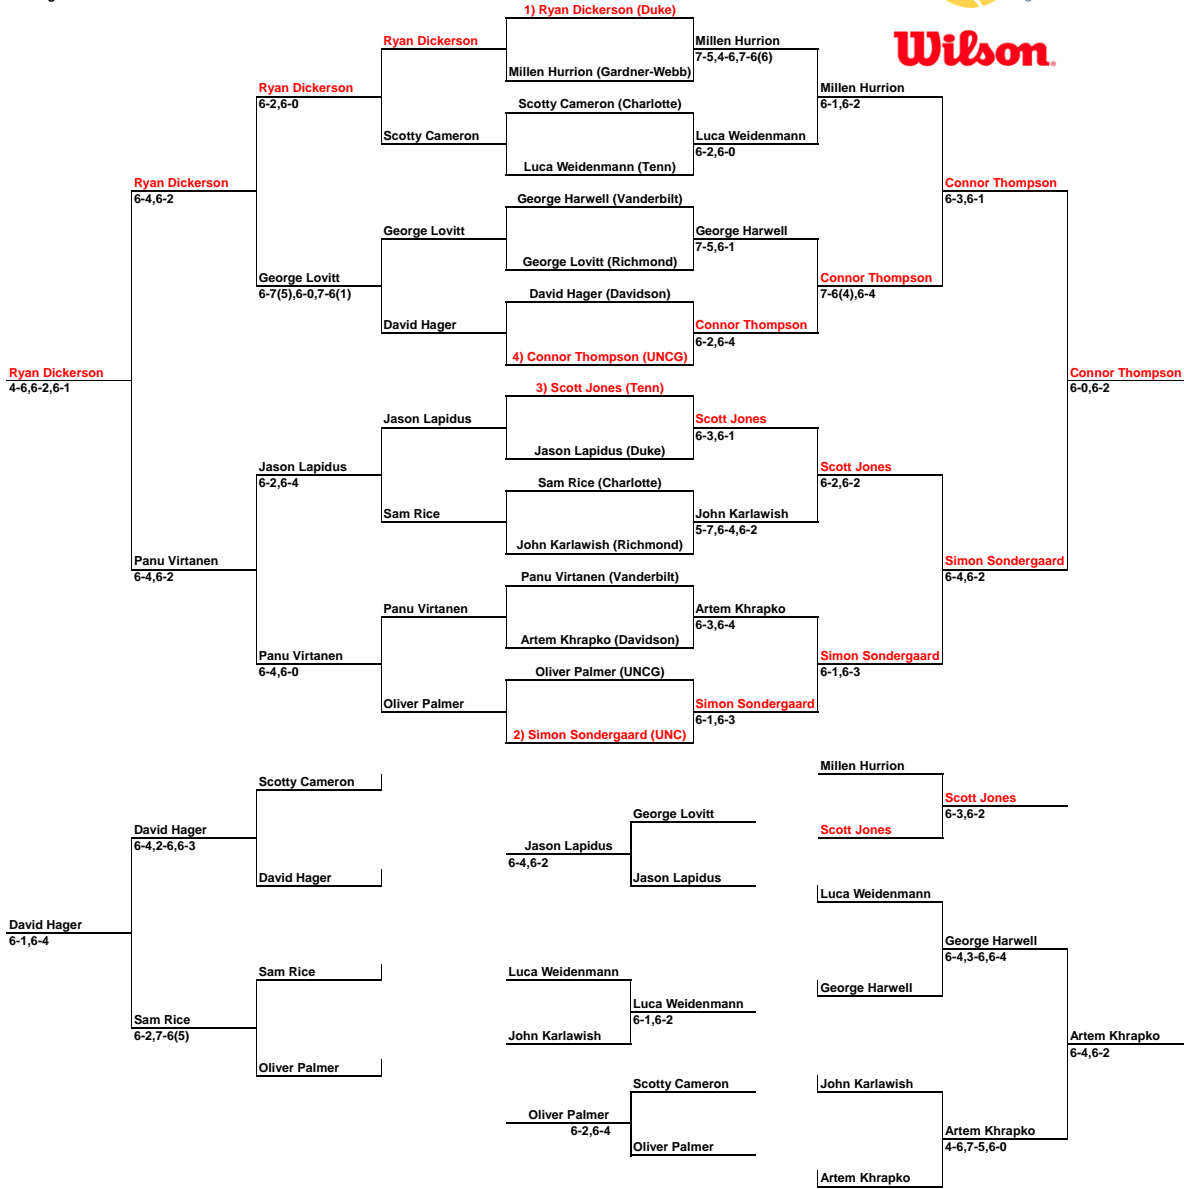 1) Ryan Dickerson (Duke)
Ryan Dickerson
Millen Hurrion
7-5,4-6,7-6(6)
Wilson.
Millen Hurrion (Gardner-Webb)
Ryan Dickerson
6-2,6-0
Millen Hurrion
6-1,6-2
Scotty Cameron (Charlotte)
Scotty Cameron
Luca Weidenmann
6-2,6-0
Luca Weidenmann (Tenn)
Ryan Dickerson
6-4,6-2
Connor Thompson
6-3,6-1
George Harwell (Vanderbilt)
George Lovitt
George Harwell
7-5,6-1
George Lovitt (Richmond)
George Lovitt
6-7(5),6-0,7-6(1)
Connor Thompson
7-6(4),6-4
David Hager (Davidson)
David Hager
Connor Thompson
6-2,6-4
4) Connor Thompson (UNCG)
Ryan Dickerson
4-6,6-2,6-1
Connor Thompson
6-0,6-2
3) Scott Jones (Tenn)
Jason Lapidus
Scott Jones
6-3,6-1
Jason Lapidus (Duke)
Jason Lapidus
6-2,6-4
Scott Jones
6-2,6-2
Sam Rice (Charlotte)
Sam Rice
John Karlawish
5-7,6-4,6-2
John Karlawish (Richmond)
Panu Virtanen
6-4,6-2
Simon Sondergaard
6-4,6-2
Panu Virtanen (Vanderbilt)
Panu Virtanen
Artem Khrapko
6-3,6-4
Artem Khrapko (Davidson)
Panu Virtanen
6-4,6-0
Simon Sondergaard
6-1,6-3
Oliver Palmer (UNCG)
Oliver Palmer
Simon Sondergaard
6-1,6-3
2) Simon Sondergaard (UNC)
Scotty Cameron
David Hager
6-4,2-6,6-3
David Hager
David Hager
6-1,6-4
Sam Rice
Sam Rice
6-2,7-6(5)
Oliver Palmer
George Lovitt
Jason Lapidus
6-4,6-2
Jason Lapidus
Luca Weidenmann
Luca Weidenmann
6-1,6-2
John Karlawish
Scotty Cameron
Oliver Palmer
6-2,6-4
Oliver Palmer
Millen Hurrion
Scott Jones
6-3,6-2
Scott Jones
Luca Weidenmann
George Harwell
6-4,3-6,6-4
George Harwell
Artem Khrapko
6-4,6-2
John Karlawish
Artem Khrapko
4-6,7-5,6-0
Artem Khrapko